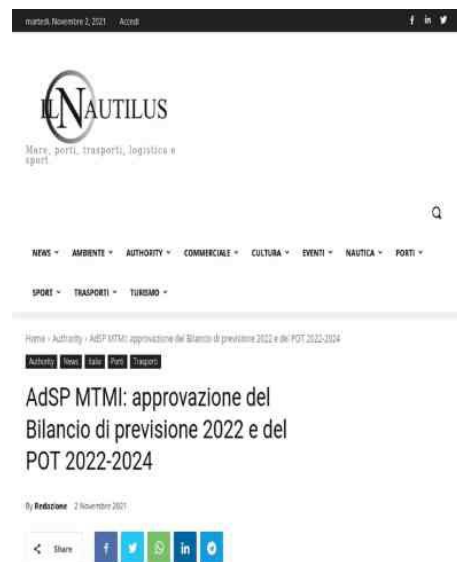 martedì, Novembre 2, 2021 Accedi
IL NAUTILUS
Mare, porti, trasporti, logistica e
sport
NEWS AMBIENTE AUTHORITY COMMERCIALE CULTURA EVENTI NAUTICA PORTI
SPORT TRASPORTI TURISMO
Home › Authority › AdSP MTMI: approvazione del Bilancio di previsione 2022 e del POT 2022-2024
Authority News Italia Porti Trasporti
AdSP MTMI: approvazione del
Bilancio di previsione 2022 e del
POT 2022-2024
By Redazione 2 Novembre 2021
Share